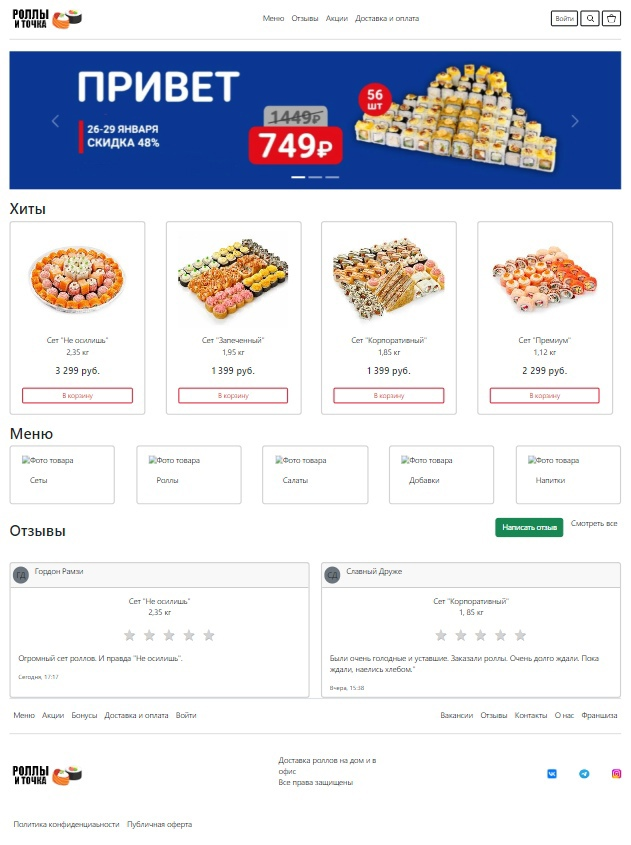 РОЛЛЫ
И ТОЧКА
Меню Отзывы Акции Доставка и оплата
Войти
ПРИВЕТ
26-29 ЯНВАРЯ
СКИДКА 48%
1449₽
749₽
56
ШТ
Хиты
Сет "Не осилишь"
2,35 кг
3 299 руб.
В корзину
Сет "Запеченный"
1,95 кг
1 399 руб.
В корзину
Сет "Корпоративный"
1,85 кг
1 399 руб.
В корзину
Сет "Премиум"
1,12 кг
2 299 руб.
В корзину
Меню
Фото товара
Сеты
Фото товара
Роллы
Фото товара
Салаты
Фото товара
Добавки
Фото товара
Напитки
Отзывы
Написать отзыв
Смотреть все
ГД
Гордон Рамзи
Сет "Не осилишь"
2,35 кг
Огромный сет роллов. И правда "Не осилишь".
Сегодня, 17:17
СД
Славный Друже
Сет "Корпоративный"
1, 85 кг
Были очень голодные и уставшие. Заказали роллы. Очень долго ждали. Пока
ждали, наелись хлебом."
Вчера, 15:38
Меню Акции Бонусы Доставка и оплата Войти
Вакансии Отзывы Контакты О нас Франшиза
РОЛЛЫ
И ТОЧКА
Доставка роллов на дом и в
офис
Все права защищены
Политика конфиденциаьности Публичная оферта